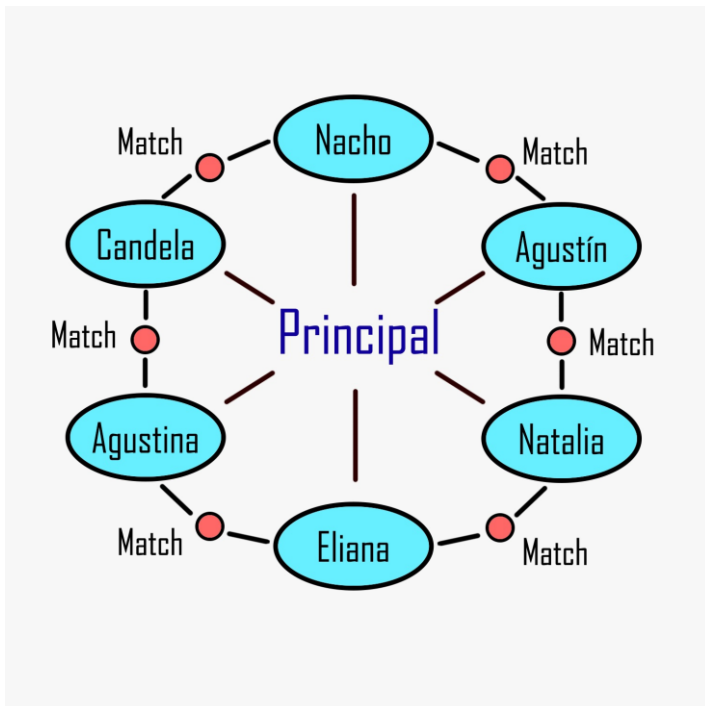 Nacho
Match
Match
Candela
Agustín
Principal
Match
Match
Agustina
Natalia
Match
Eliana
Match